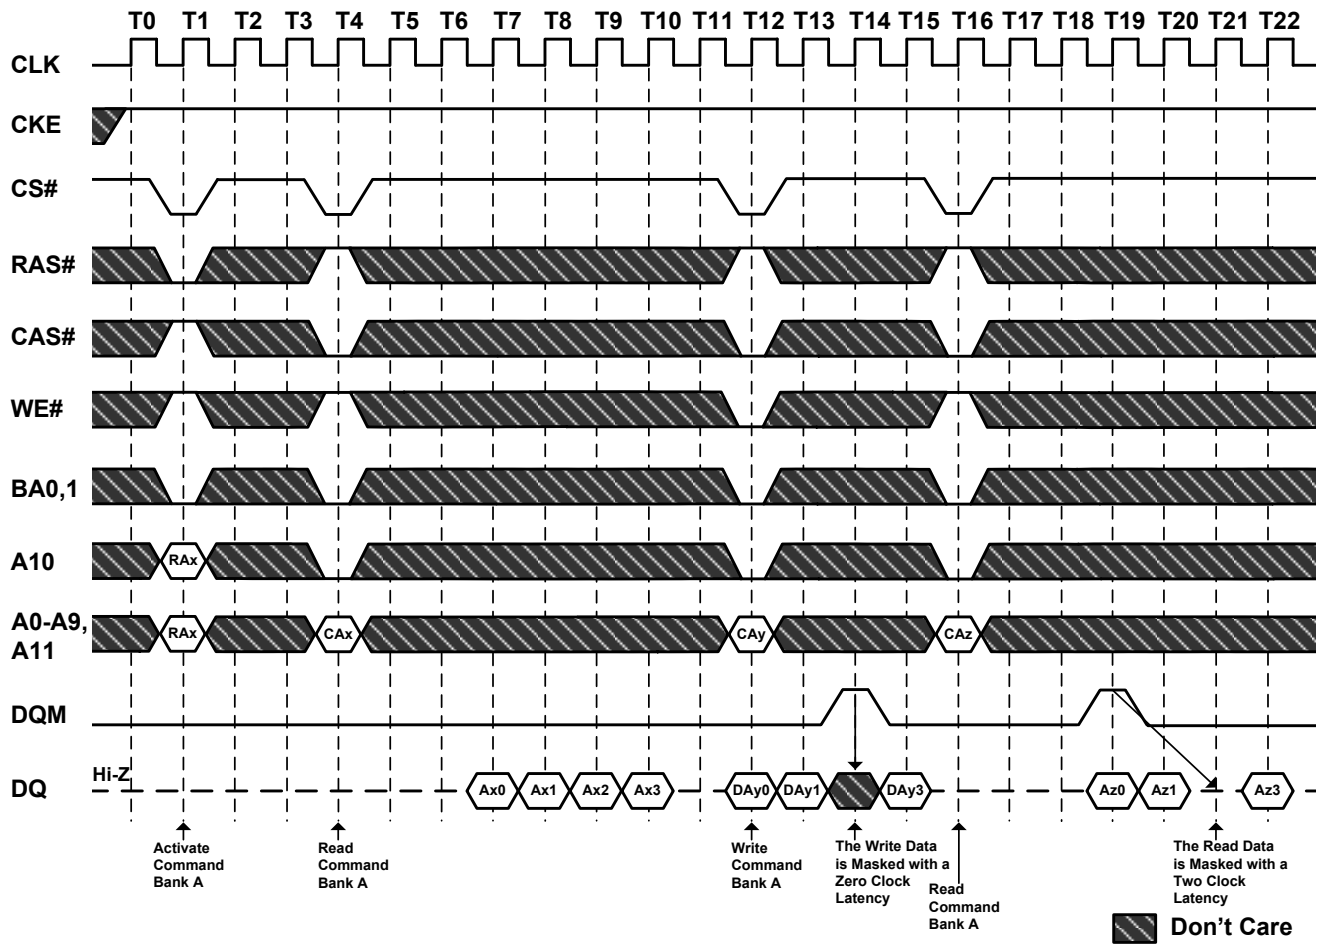 T0 T1 T2 T3 T4 T5 T6 T7 T8 T9 T10 T11 T12 T13 T14 T15 T16 T17 T18 T19 T20 T21 T22
CLK
CKE
CS#
RAS#
CAS#
WE#
BA0,1
A10
RAx
A0-A9,
A11
RAx CAx CAy CAz
DQM
Hi-Z
DQ
Ax0 Ax1 Ax2 Ax3 DAy0 DAy1 DAy3 Az0 Az1 Az3
Activate
Command
Bank A
Read
Command
Bank A
Write
Command
Bank A
The Write Data
is Masked with a
Zero Clock
Latency
Read
Command
Bank A
The Read Data
is Masked with a
Two Clock
Latency
Don't Care